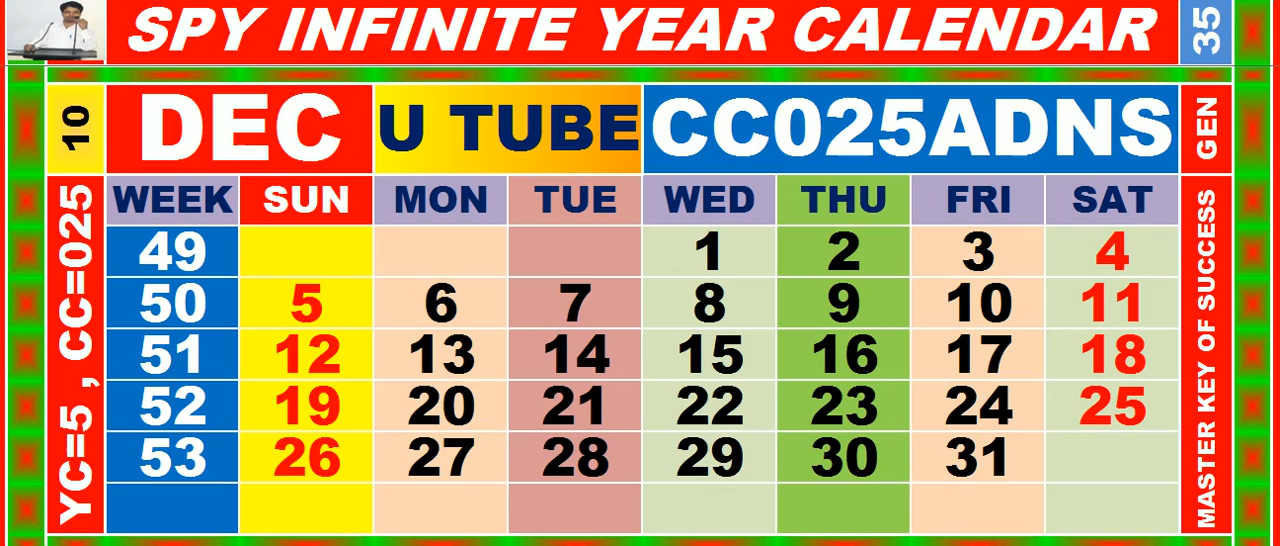 SPY INFINITE YEAR CALENDAR 35
10 DEC U TUBE CC025ADNS GEN
YC=5 , CC=025
WEEK SUN MON TUE WED THU FRI SAT
49 1 2 3 4
50 5 6 7 8 9 10 11
51 12 13 14 15 16 17 18
52 19 20 21 22 23 24 25
53 26 27 28 29 30 31
MASTER KEY OF SUCCESS